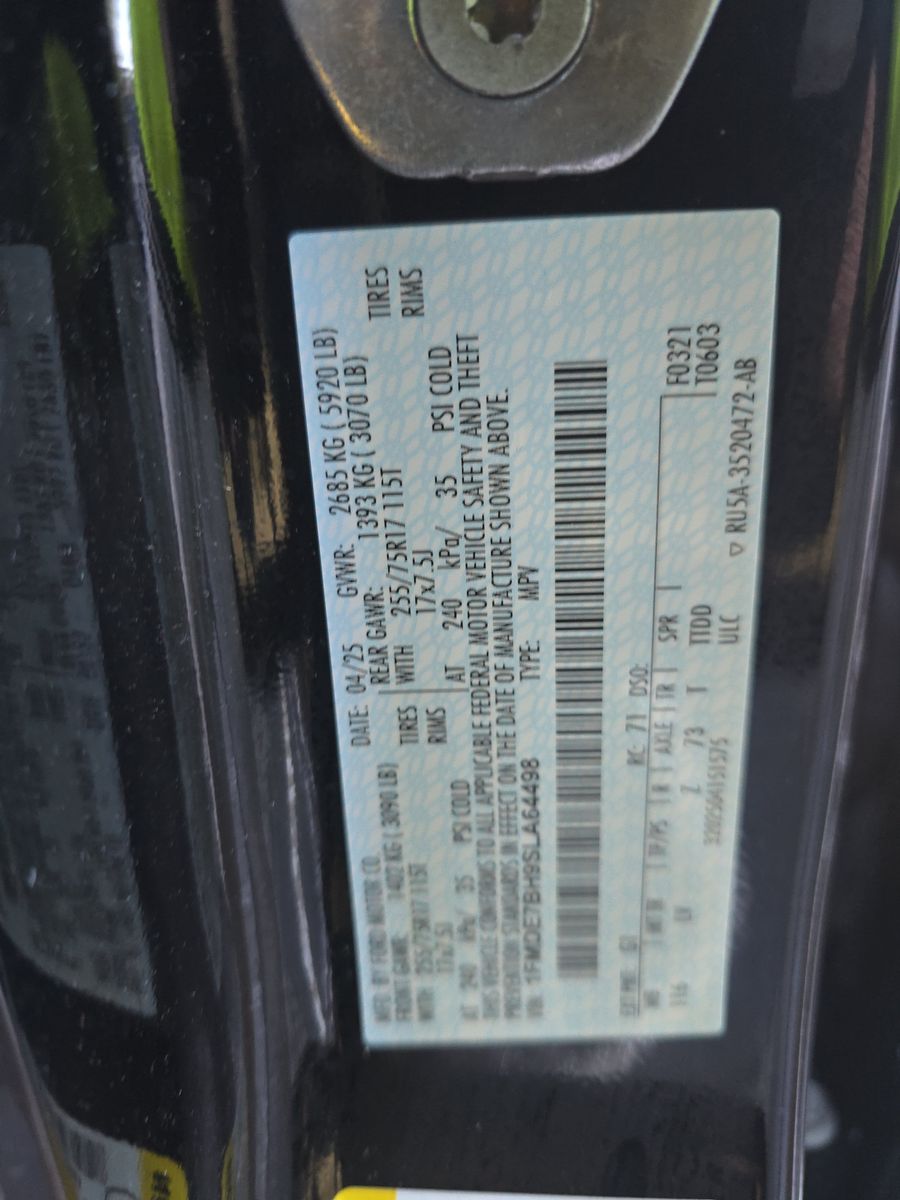 MFD. BY FORD MOTOR CO. DATE: 04/25 GVWR: 2685 KG ( 5920 LB)
FRONT GAWR: 1402 KG ( 3090 LB) REAR GAWR: 1393 KG ( 3070 LB)
WITH 255/75R17 115T TIRES WITH 255/75R17 115T TIRES
17x7.5J RIMS 17x7.5J RIMS
AT 240 kPa/ 35 PSI COLD AT 240 kPa/ 35 PSI COLD
THIS VEHICLE CONFORMS TO ALL APPLICABLE FEDERAL MOTOR VEHICLE SAFETY AND THEFT
PREVENTION STANDARDS IN EFFECT ON THE DATE OF MANUFACTURE SHOWN ABOVE.
VIN: 1FMDE7BH9SLA64498 TYPE: MPV
EXT PNT: G1 RC: 71 DSO: F0321
WB INT TR TP/PS R AXLE TR SPR T0603
116 LV Z 73 T TTDD
3202504151575 ULC ▽ RU5A-3520472-AB